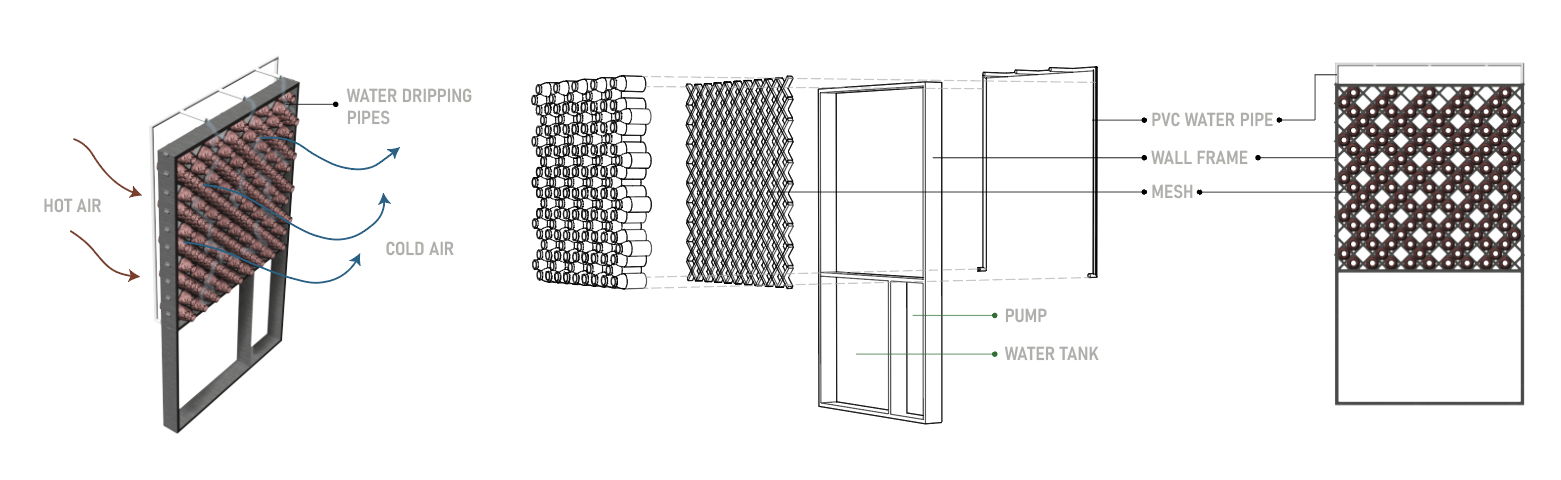 WATER DRIPPING
PIPES
HOT AIR
COLD AIR
PVC WATER PIPE
WALL FRAME
MESH
PUMP
WATER TANK